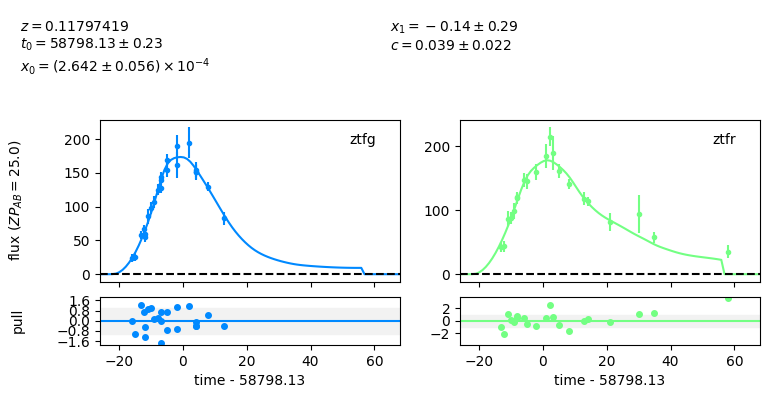 z = 0.11797419
t₀ = 58798.13 ± 0.23
x₀ = (2.642 ± 0.056) × 10⁻⁴
x₁ = −0.14 ± 0.29
c = 0.039 ± 0.022
flux (ZP_AB = 25.0)
200
150
100
50
0
ztfg
200
100
0
ztfr
pull
1.6
0.8
0.0
−0.8
−1.6
2
0
−2
−20 0 20 40 60
−20 0 20 40 60
time - 58798.13
time - 58798.13